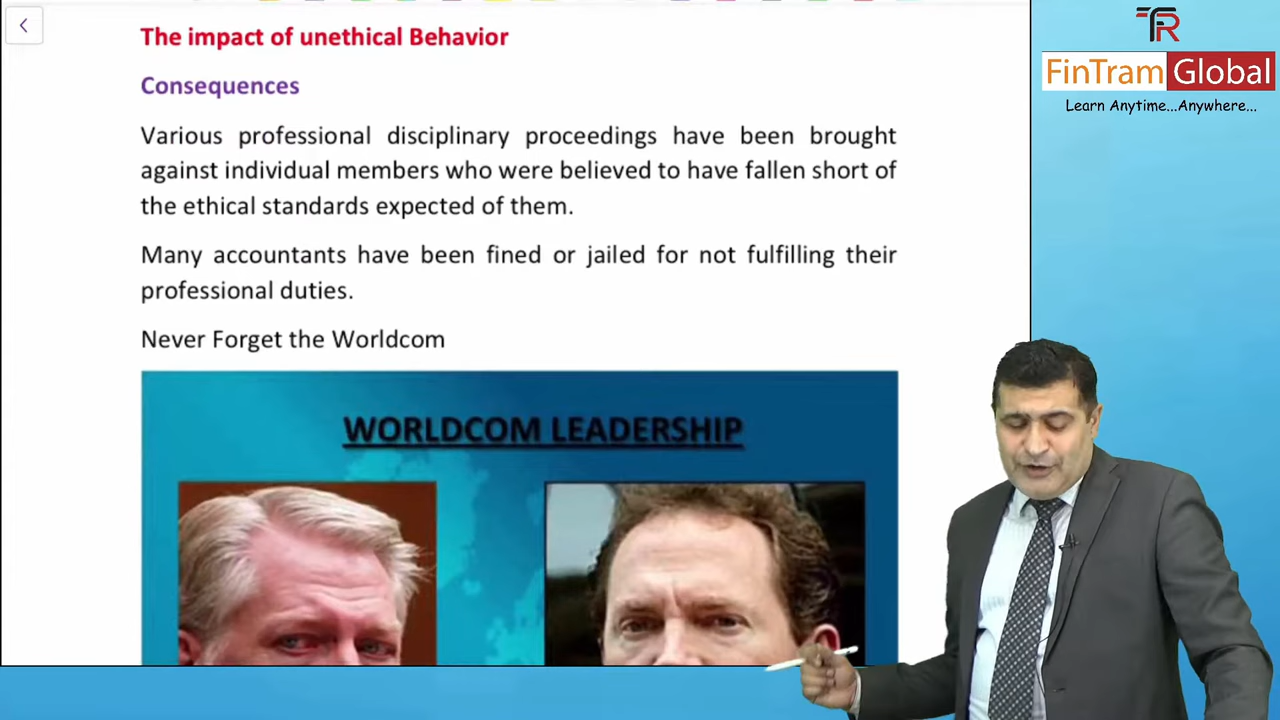 The impact of unethical Behavior
Consequences
Various professional disciplinary proceedings have been brought
against individual members who were believed to have fallen short of
the ethical standards expected of them.
Many accountants have been fined or jailed for not fulfilling their
professional duties.
Never Forget the Worldcom
WORLDCOM LEADERSHIP
TFR
FinTram Global
Learn Anytime...Anywhere...